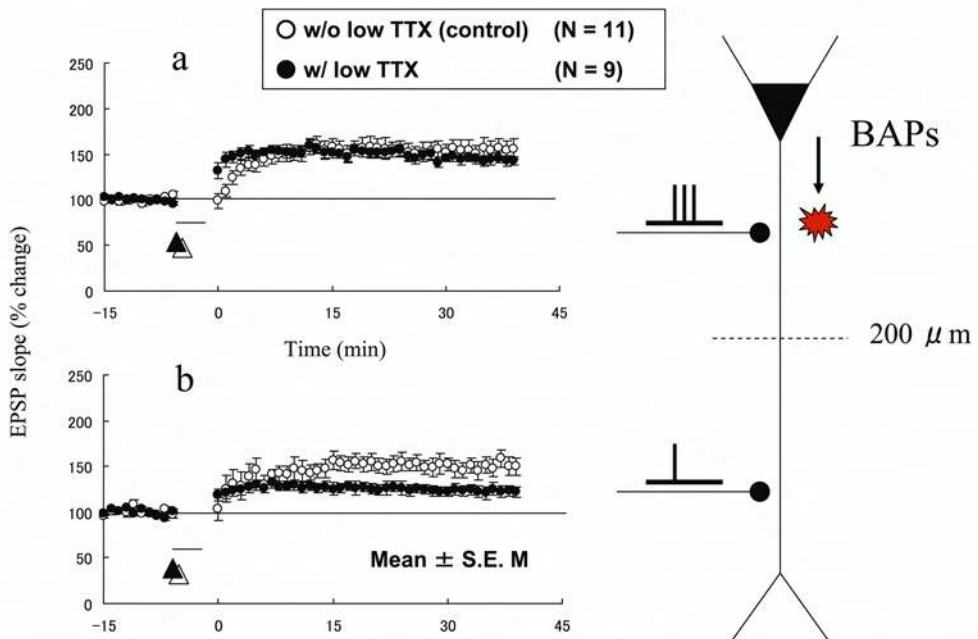 w/o low TTX (control) (N = 11)
w/ low TTX (N = 9)
a
250
200
150
100
50
0
-15 0 15 30 45
Time (min)
EPSP slope (% change)
b
250
200
150
100
50
0
-15 0 15 30 45
Mean ± S.E. M
BAPs
200 μm